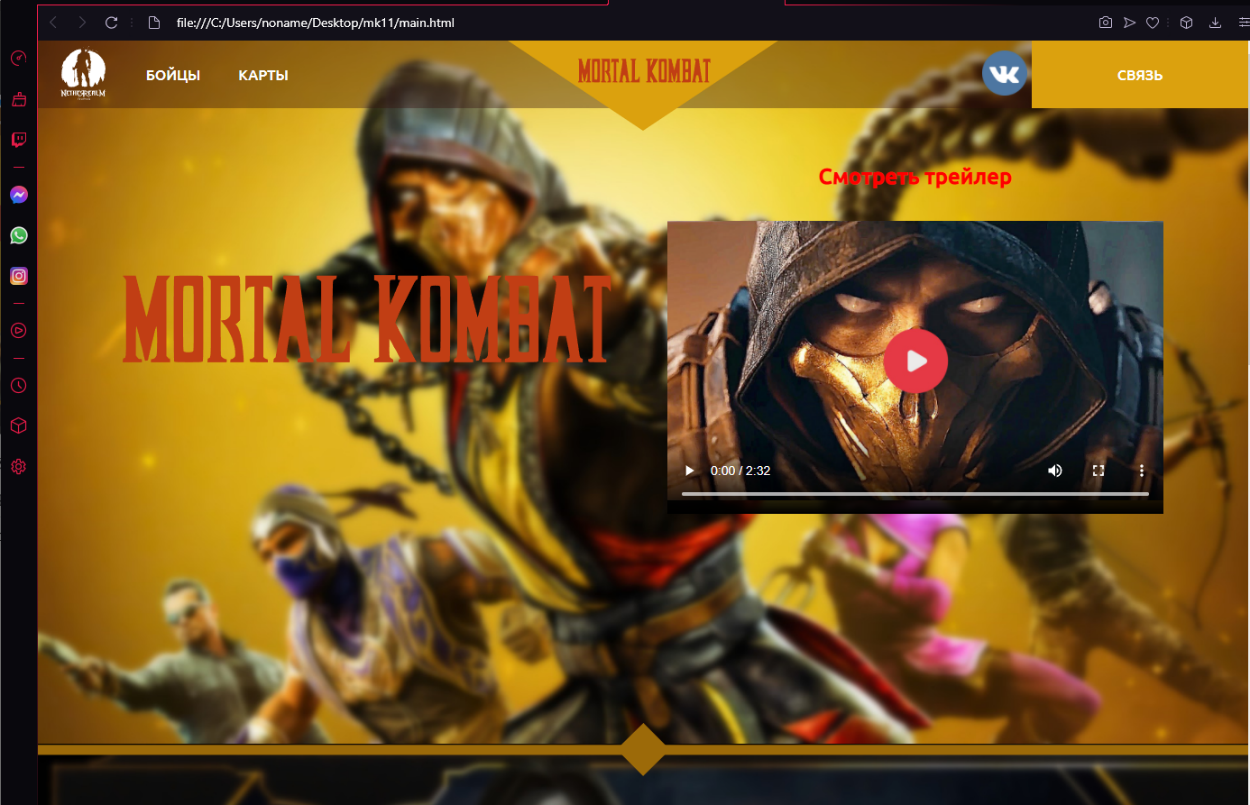 file:///C:/Users/noname/Desktop/mk11/main.html
NETHERREALM
БОЙЦЫ
КАРТЫ
MORTAL KOMBAT
СВЯЗЬ
Смотреть трейлер
MORTAL KOMBAT
0:00 / 2:32